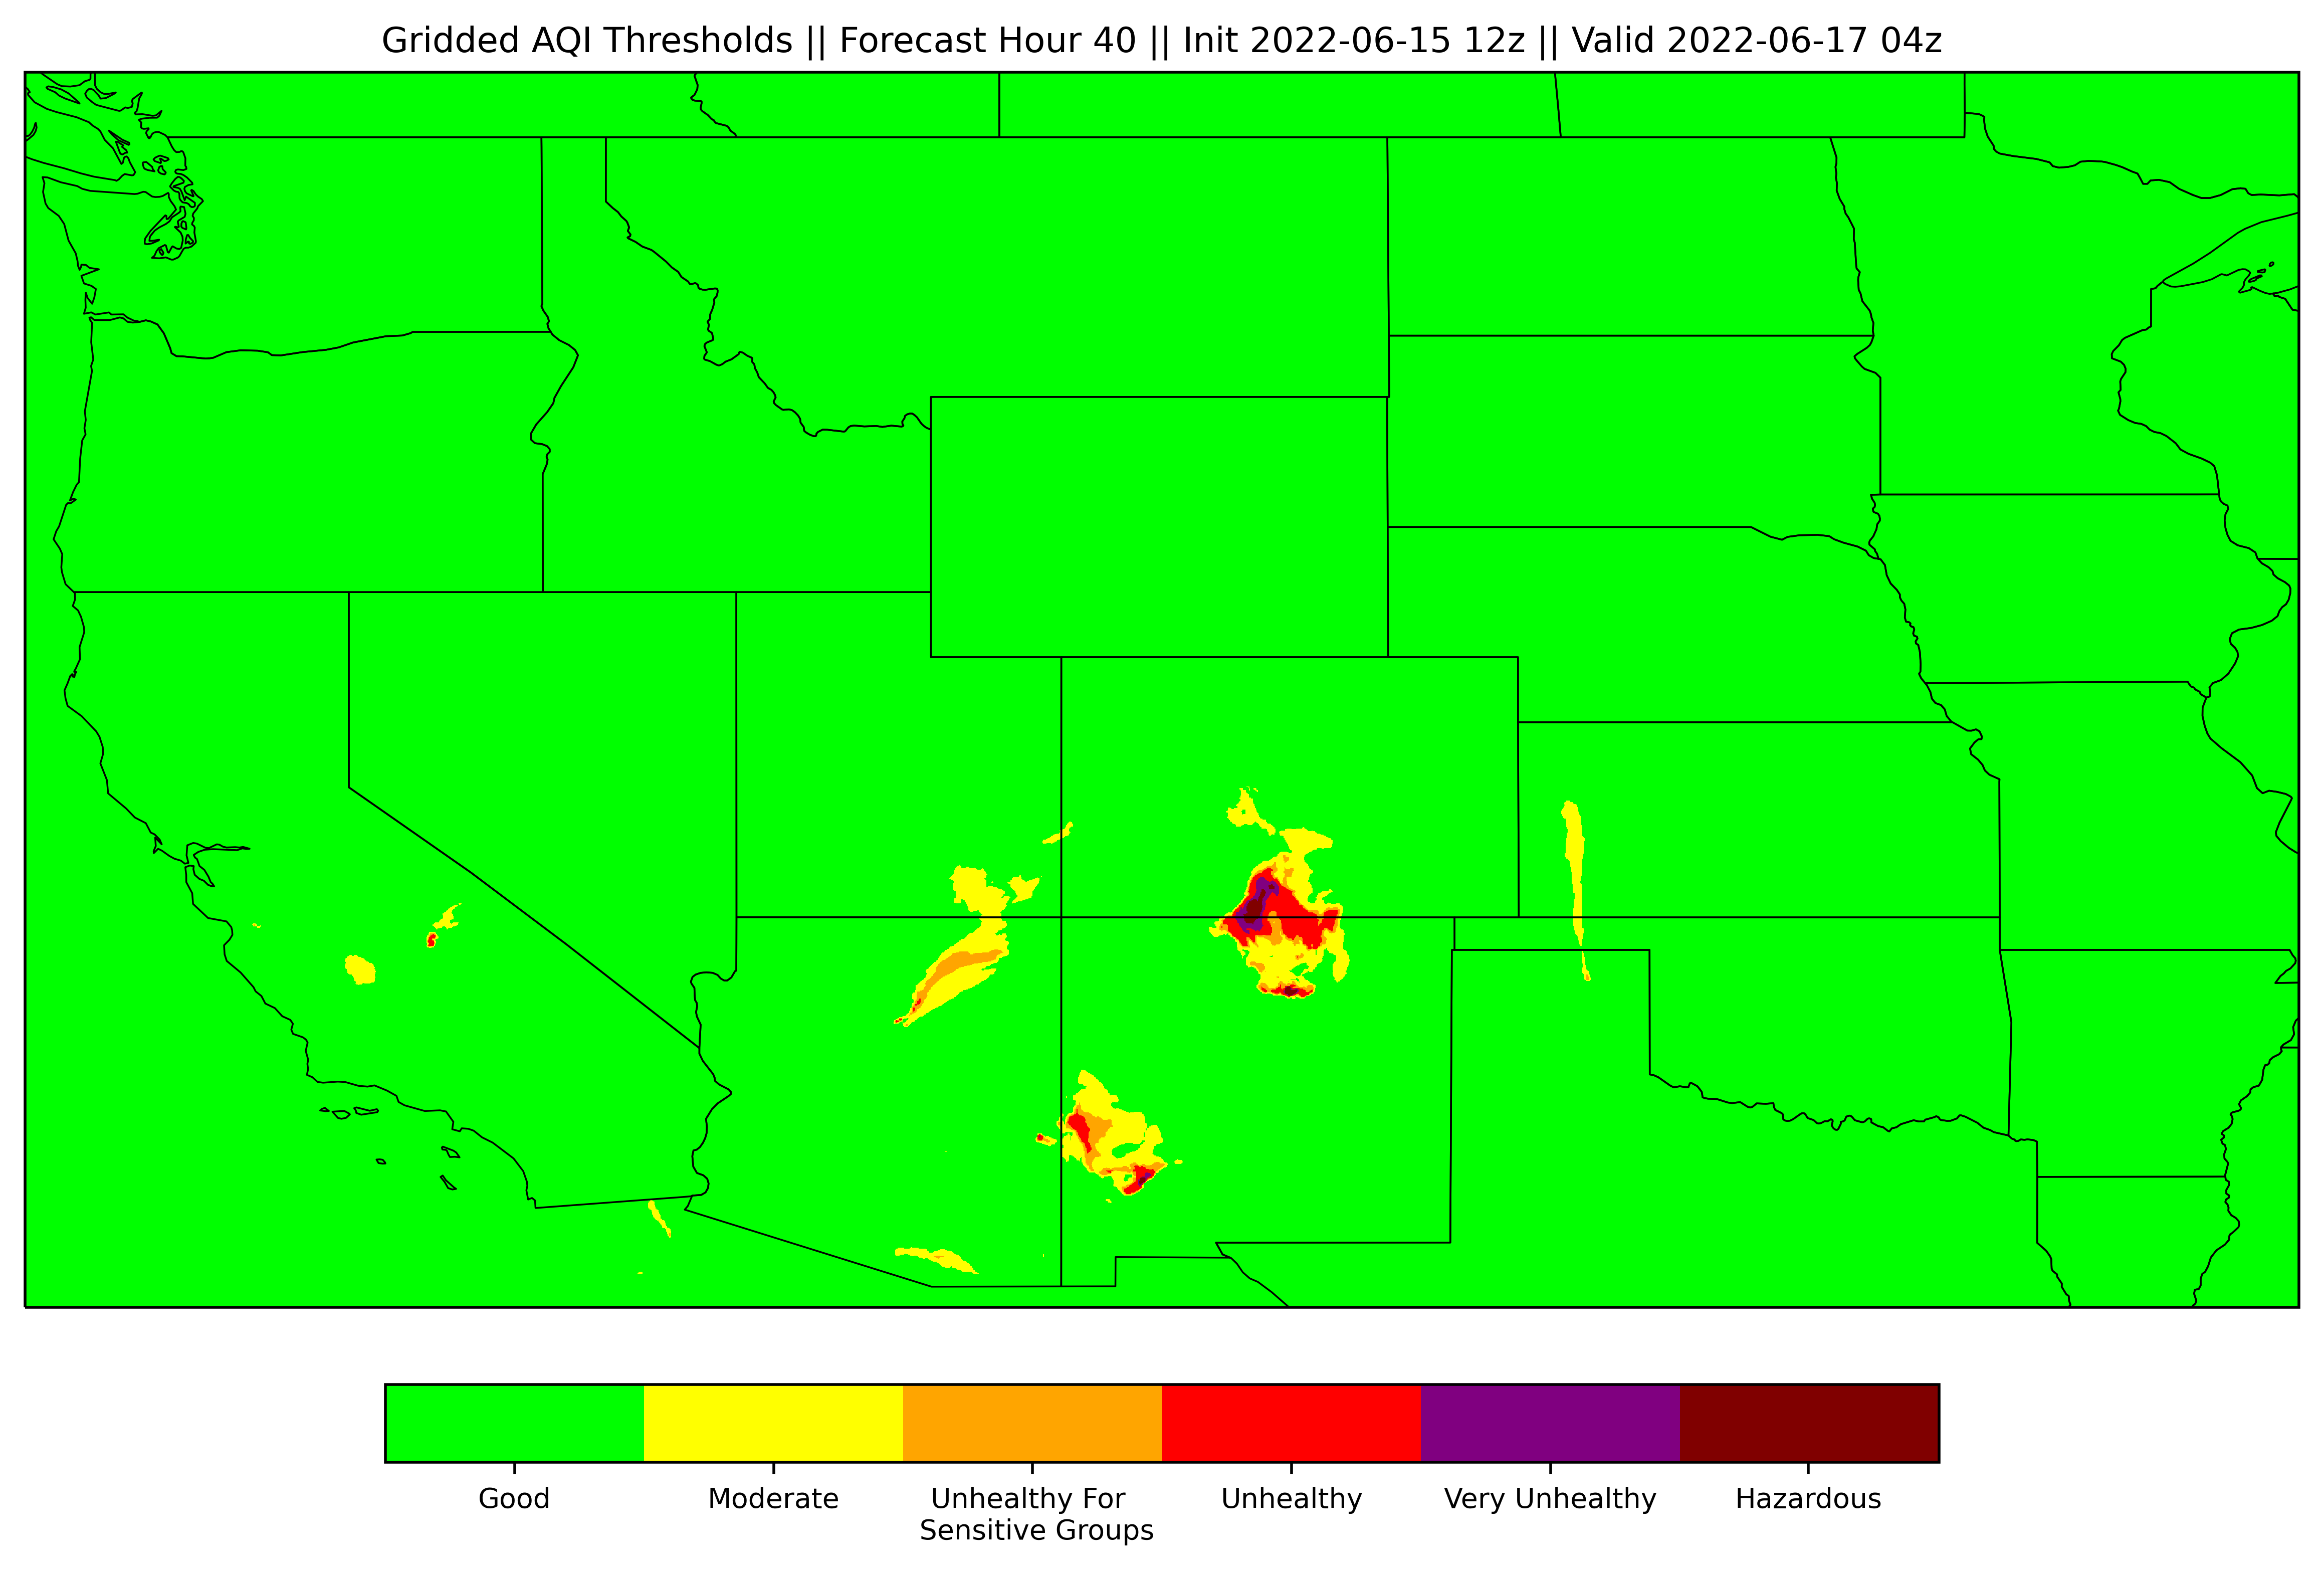 Gridded AQI Thresholds || Forecast Hour 40 || Init 2022-06-15 12z || Valid 2022-06-17 04z
Good
Moderate
Unhealthy For
Sensitive Groups
Unhealthy
Very Unhealthy
Hazardous